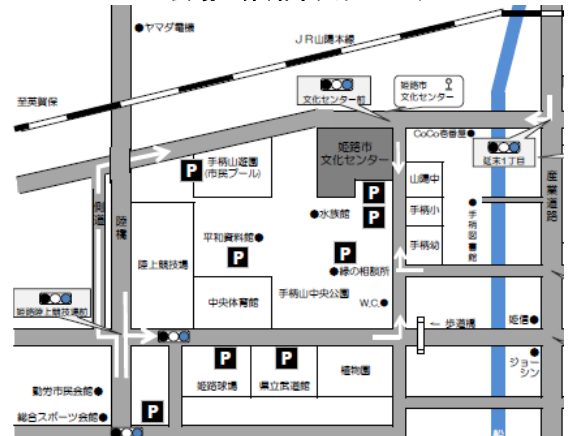 ●ヤマダ電機
JR山陽本線
至英賀保
文化センター前
姫路市
文化センター
CoCo壱番屋●
延末1丁目
産業道路
手柄山遊園
(市民プール)
P
姫路市
文化センター
P
P
山陽中
手柄小
手柄幼
●手柄図書館
●水族館
側道
陸橋
平和資料館●
P
P
陸上競技場
●緑の相談所
中央体育館
手柄山中央公園
W.C.●
姫路陸上競技場前
← 歩道橋
姫信●
●
ジョー
シン
P
P
植物園
姫路球場
県立武道館
勤労市民会館●
総合スポーツ会館●
P
船